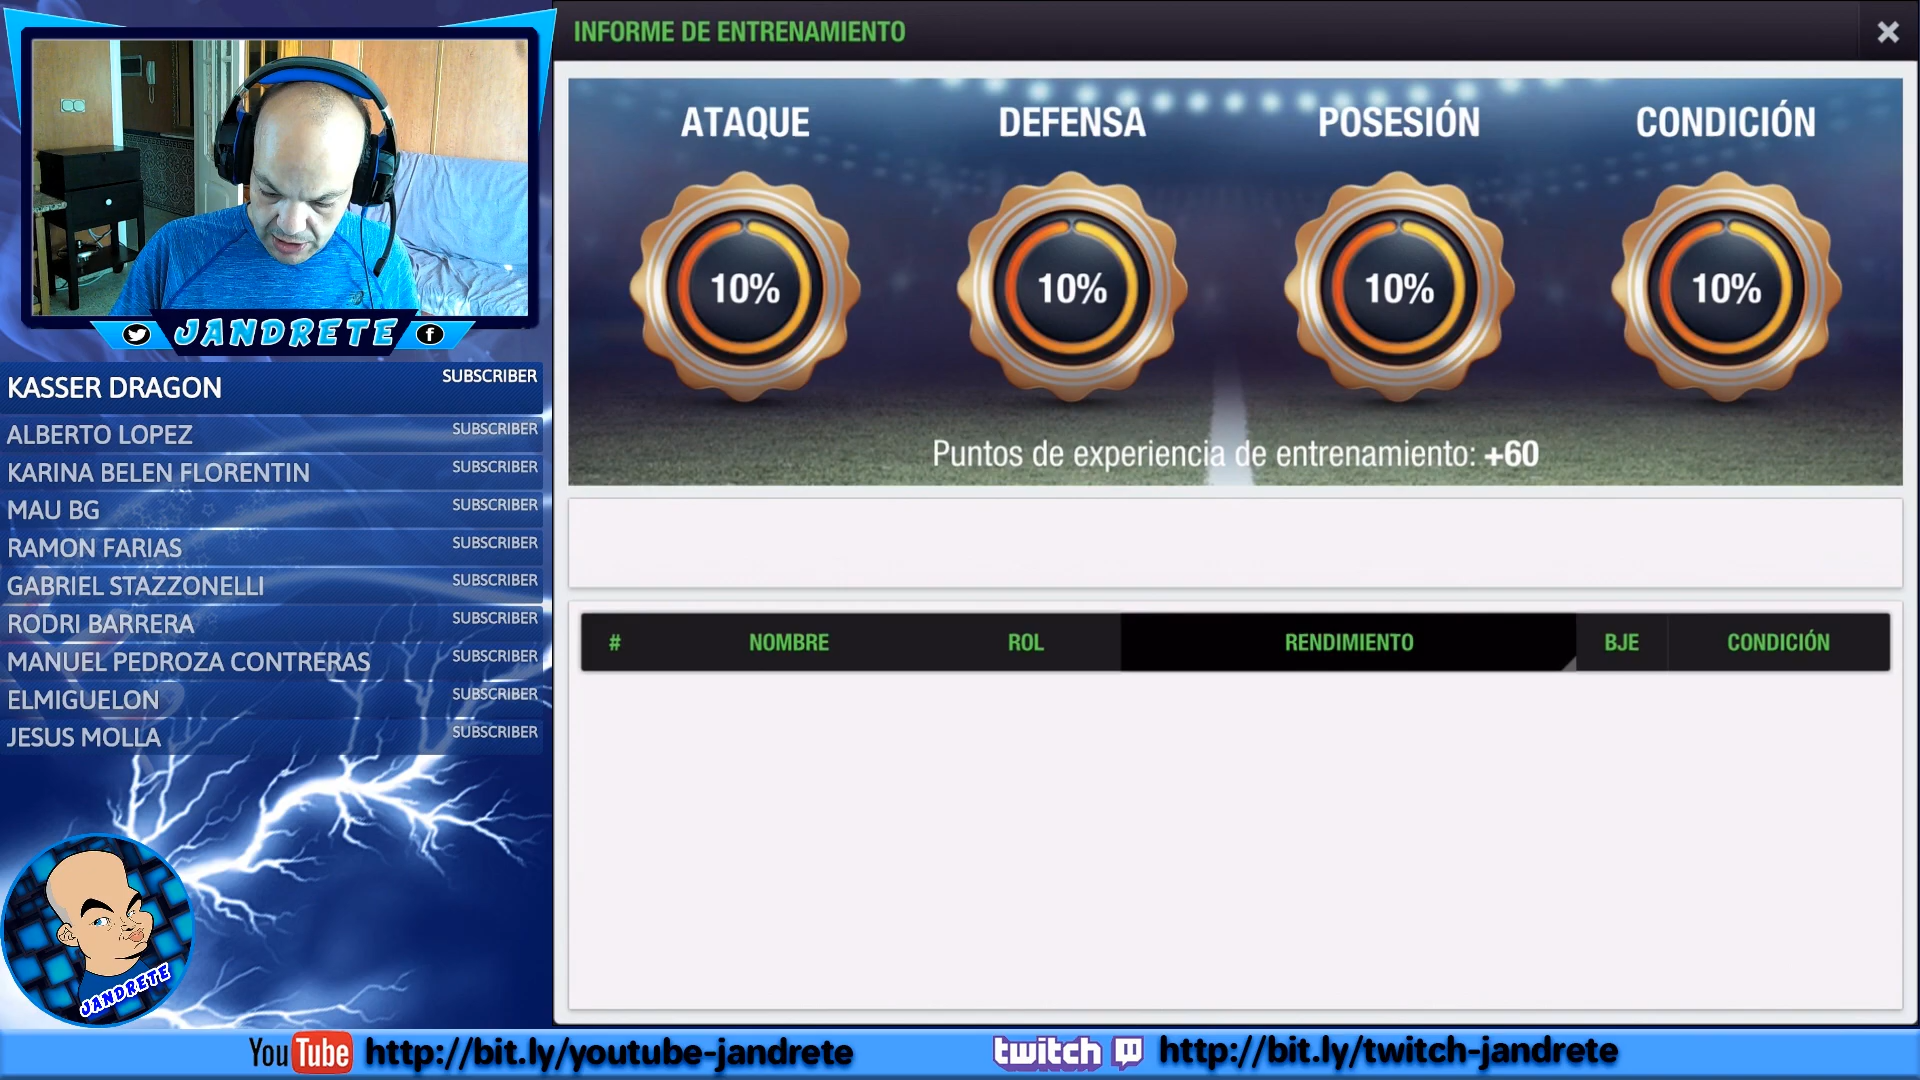 JANDRETE
KASSER DRAGON SUBSCRIBER
ALBERTO LOPEZ SUBSCRIBER
KARINA BELEN FLORENTIN SUBSCRIBER
MAU BG SUBSCRIBER
RAMON FARIAS SUBSCRIBER
GABRIEL STAZZONELLI SUBSCRIBER
RODRI BARRERA SUBSCRIBER
MANUEL PEDROZA CONTRERAS SUBSCRIBER
ELMIGUELON SUBSCRIBER
JESUS MOLLA SUBSCRIBER
JANDRETE
INFORME DE ENTRENAMIENTO
ATAQUE DEFENSA POSESIÓN CONDICIÓN
10% 10% 10% 10%
Puntos de experiencia de entrenamiento: +60
# NOMBRE ROL RENDIMIENTO BJE CONDICIÓN
YouTube http://bit.ly/youtube-jandrete twitch http://bit.ly/twitch-jandrete